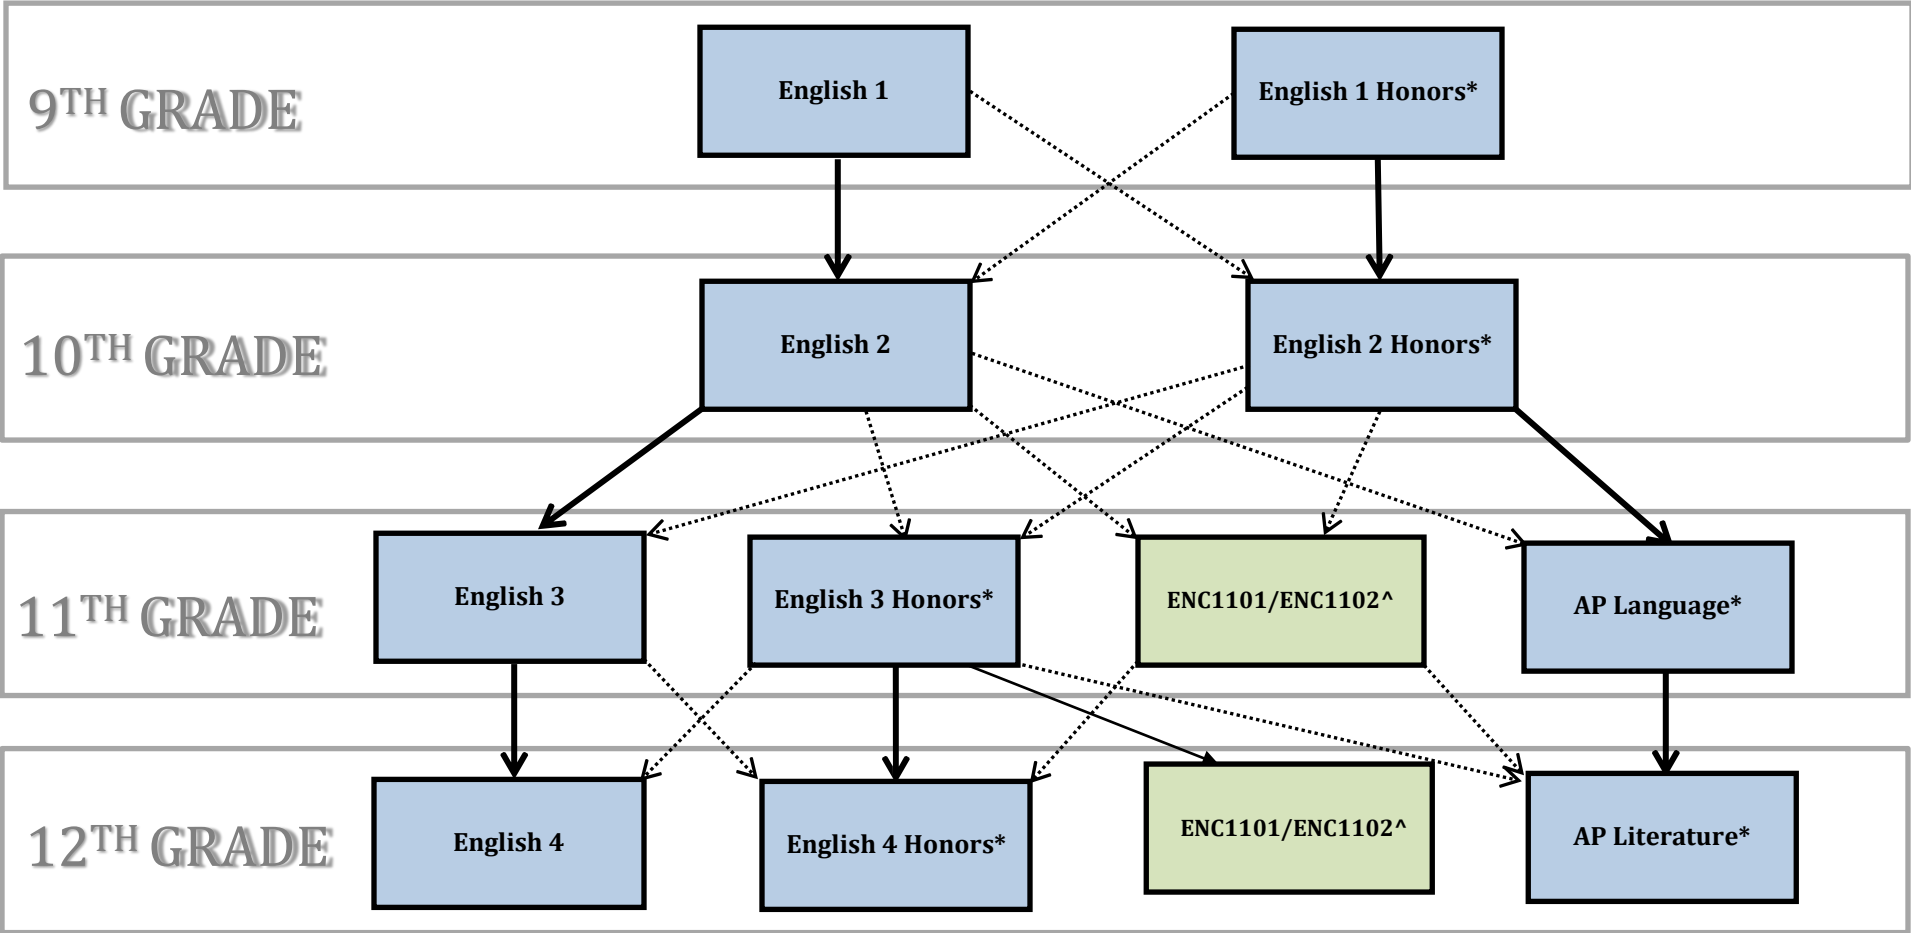 9TH GRADE
English 1
English 1 Honors*
10TH GRADE
English 2
English 2 Honors*
11TH GRADE
English 3
English 3 Honors*
ENC1101/ENC1102^
AP Language*
12TH GRADE
English 4
English 4 Honors*
ENC1101/ENC1102^
AP Literature*